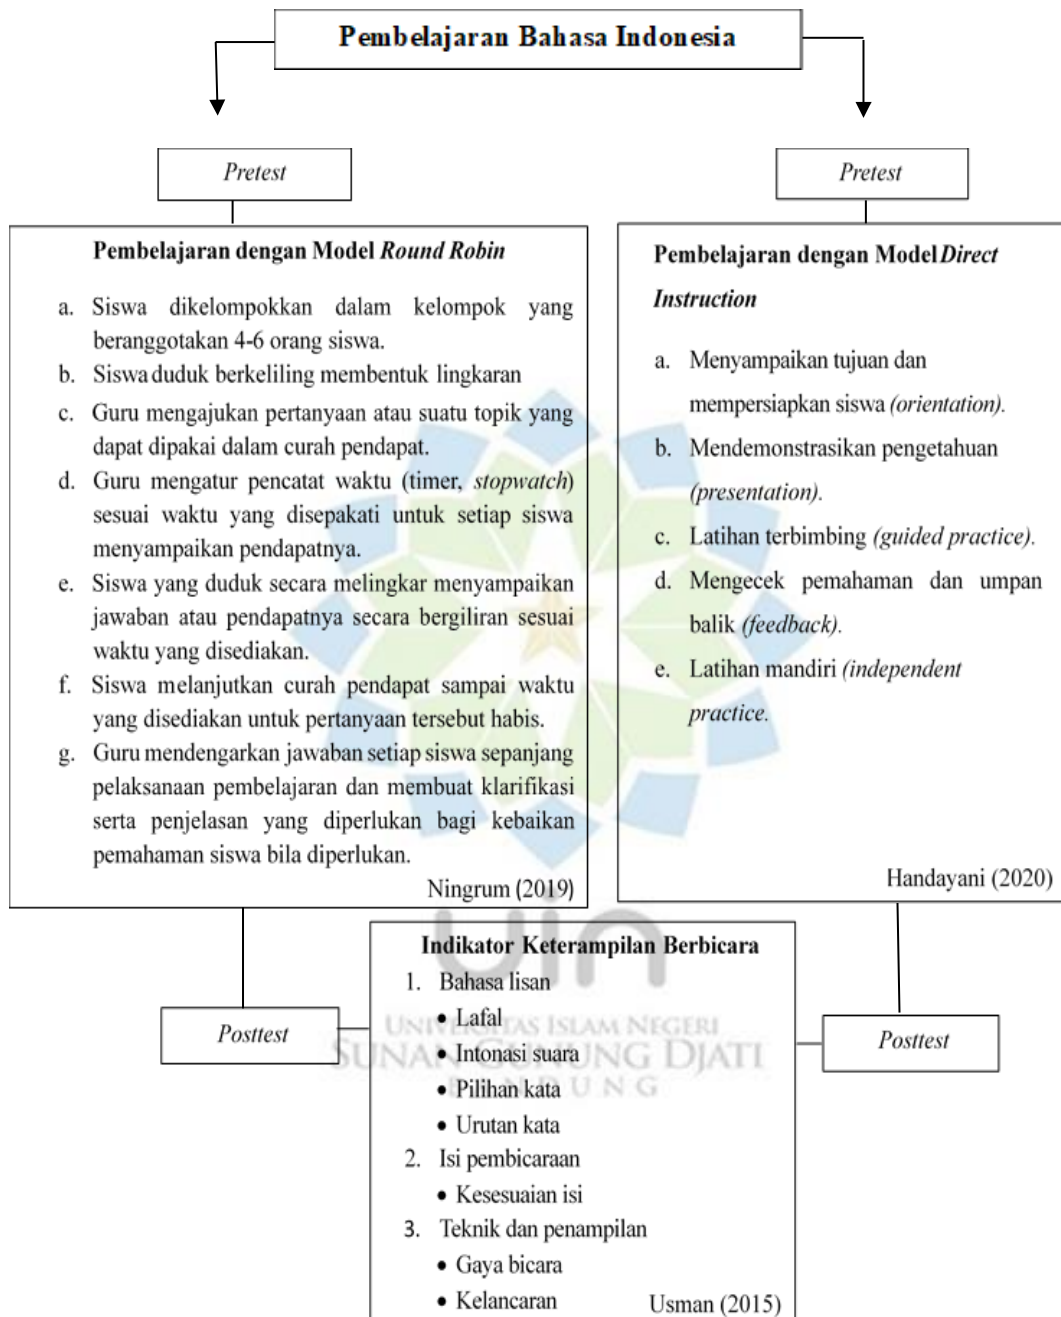 Pembelajaran Bahasa Indonesia
Pretest
Pretest
Pembelajaran dengan Model Round Robin
a. Siswa dikelompokkan dalam kelompok yang
beranggotakan 4-6 orang siswa.
b. Siswa duduk berkeliling membentuk lingkaran
c. Guru mengajukan pertanyaan atau suatu topik yang
dapat dipakai dalam curah pendapat.
d. Guru mengatur pencatat waktu (timer, stopwatch)
sesuai waktu yang disepakati untuk setiap siswa
menyampaikan pendapatnya.
e. Siswa yang duduk secara melingkar menyampaikan
jawaban atau pendapatnya secara bergiliran sesuai
waktu yang disediakan.
f. Siswa melanjutkan curah pendapat sampai waktu
yang disediakan untuk pertanyaan tersebut habis.
g. Guru mendengarkan jawaban setiap siswa sepanjang
pelaksanaan pembelajaran dan membuat klarifikasi
serta penjelasan yang diperlukan bagi kebaikan
pemahaman siswa bila diperlukan.
Ningrum (2019)
Pembelajaran dengan Model Direct
Instruction
a. Menyampaikan tujuan dan
mempersiapkan siswa (orientation).
b. Mendemonstrasikan pengetahuan
(presentation).
c. Latihan terbimbing (guided practice).
d. Mengecek pemahaman dan umpan
balik (feedback).
e. Latihan mandiri (independent
practice.
Handayani (2020)
Posttest
Indikator Keterampilan Berbicara
1. Bahasa lisan
• Lafal
• Intonasi suara
• Pilihan kata
• Urutan kata
2. Isi pembicaraan
• Kesesuaian isi
3. Teknik dan penampilan
• Gaya bicara
• Kelancaran
Usman (2015)
Posttest
uin
UNIVERSITAS ISLAM NEGERI
SUNAN GUNUNG DJATI
BANDUNG